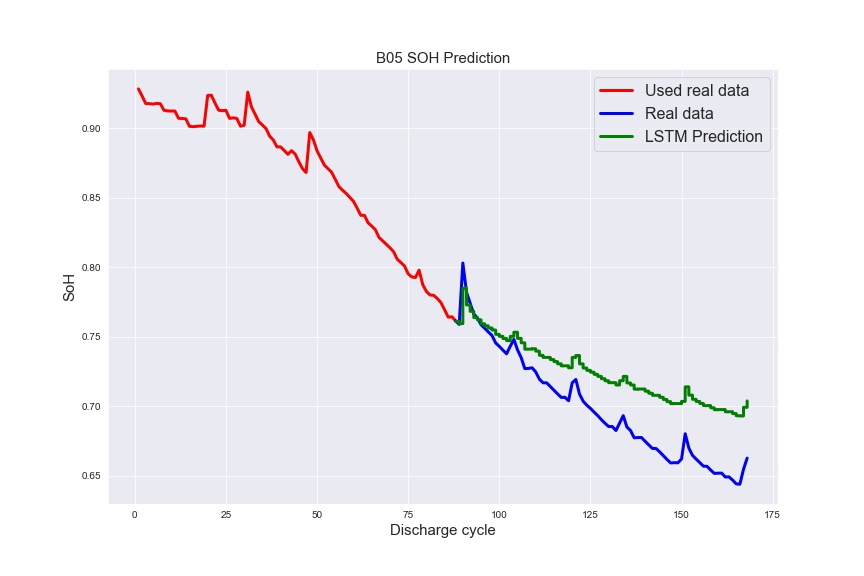 B05 SOH Prediction
Used real data
Real data
LSTM Prediction
SoH
0.90
0.85
0.80
0.75
0.70
0.65
0
25
50
75
100
125
150
175
Discharge cycle